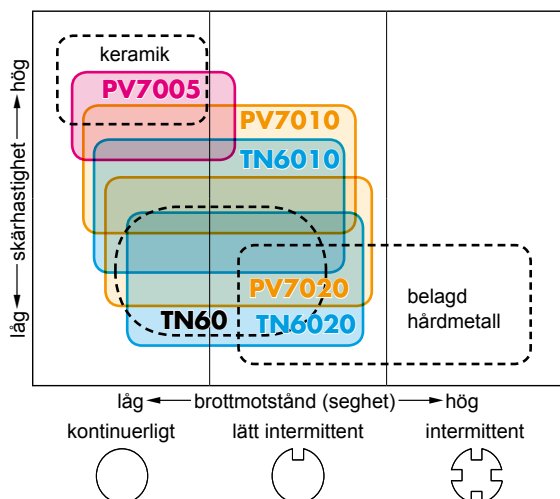 keramik
PV7005
PV7010
TN6010
PV7020
TN60
TN6020
belagd
hårdmetall
låg ◄— skärhastighet —► hög
låg ◄— brottmotstånd (seghet) —► hög
kontinuerligt
lätt intermittent
intermittent